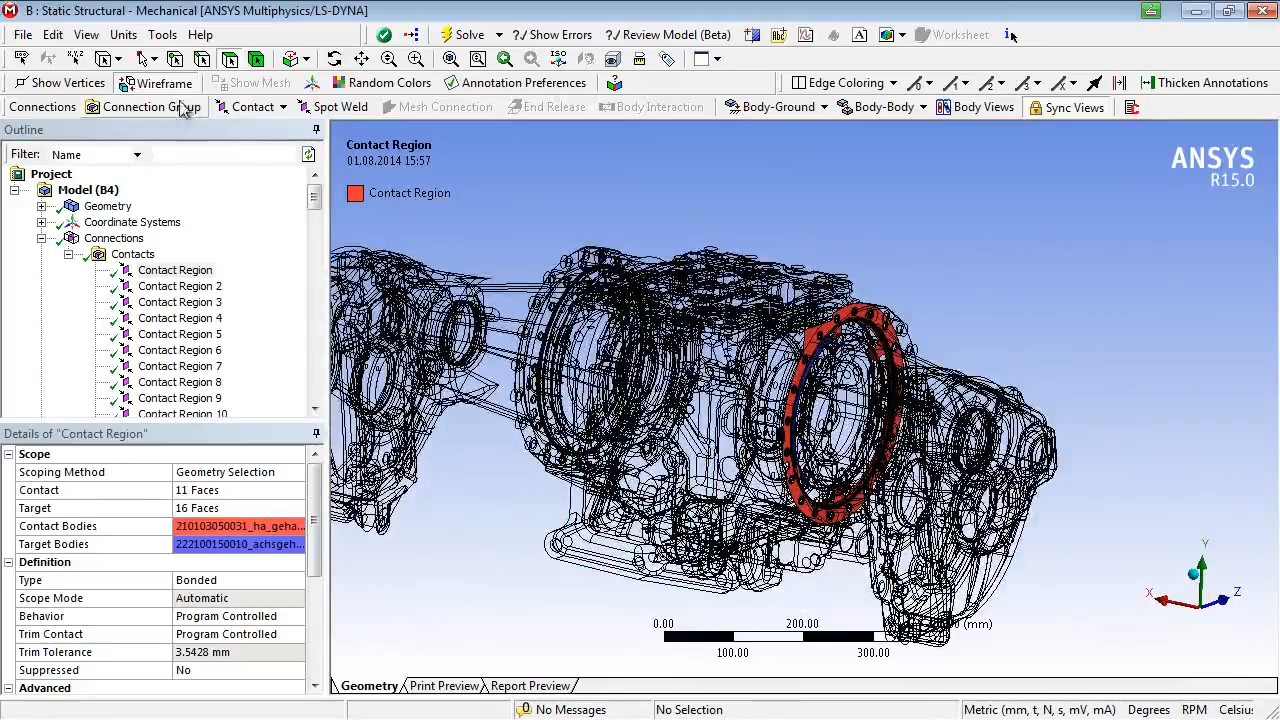 B : Static Structural - Mechanical [ANSYS Multiphysics/LS-DYNA]
File Edit View Units Tools Help
Solve ?/ Show Errors ?/ Review Model (Beta) Worksheet
Show Vertices Wireframe Show Mesh Random Colors Annotation Preferences Edge Coloring Thicken Annotations
Connections Connection Group Contact Spot Weld Mesh Connection End Release Body Interaction Body-Ground Body-Body Body Views Sync Views
Outline
Filter: Name
Project
Model (B4)
Geometry
Coordinate Systems
Connections
Contacts
Contact Region
Contact Region 2
Contact Region 3
Contact Region 4
Contact Region 5
Contact Region 6
Contact Region 7
Contact Region 8
Contact Region 9
Contact Region 10
Details of "Contact Region"
Scope
Scoping Method Geometry Selection
Contact 11 Faces
Target 16 Faces
Contact Bodies 210103050031_ha_geha...
Target Bodies 222100150010_achsgeh...
Definition
Type Bonded
Scope Mode Automatic
Behavior Program Controlled
Trim Contact Program Controlled
Trim Tolerance 3.5428 mm
Suppressed No
Advanced
Contact Region
01.08.2014 15:57
Contact Region
ANSYS
R15.0
Y
X
Z
0.00 200.00 (mm)
100.00 300.00
Geometry Print Preview Report Preview
No Messages No Selection Metric (mm, t, N, s, mV, mA) Degrees RPM Celsius